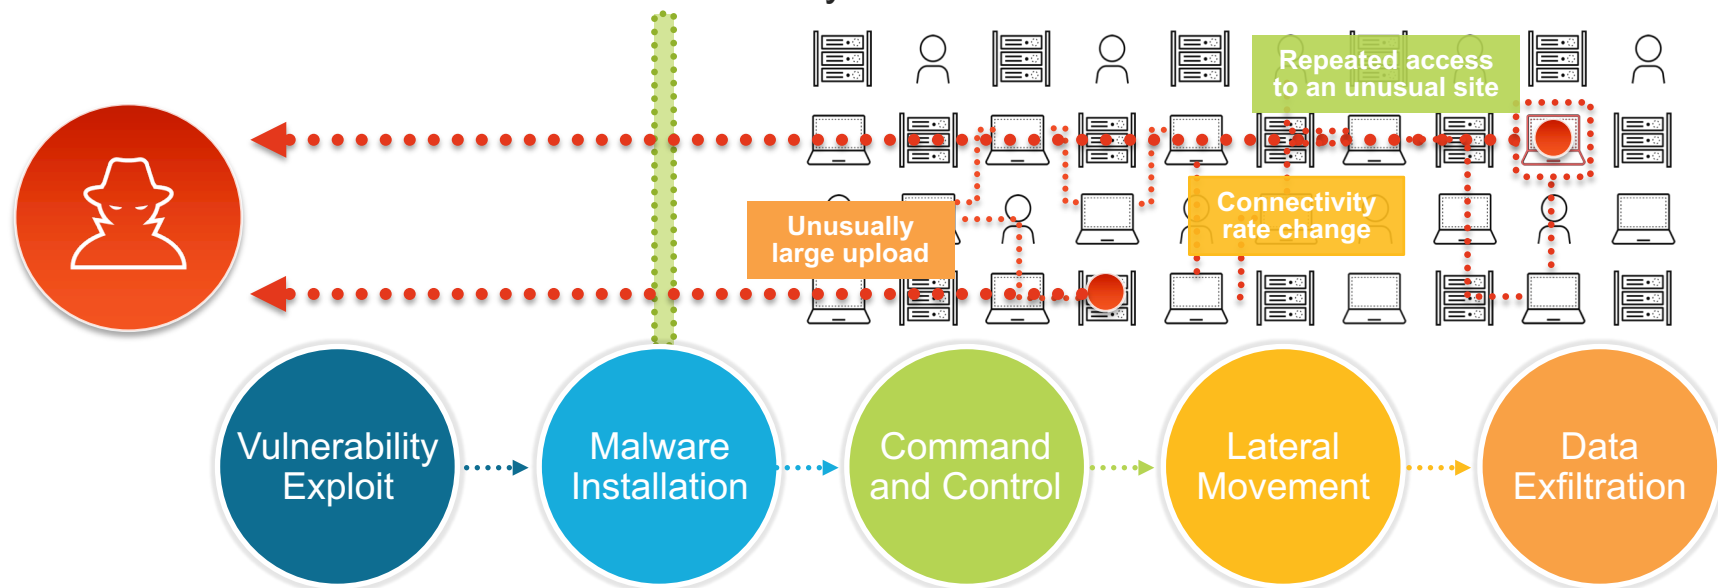 Repeated access
to an unusual site
Connectivity
rate change
Unusually
large upload
Vulnerability
Exploit
Malware
Installation
Command
and Control
Lateral
Movement
Data
Exfiltration